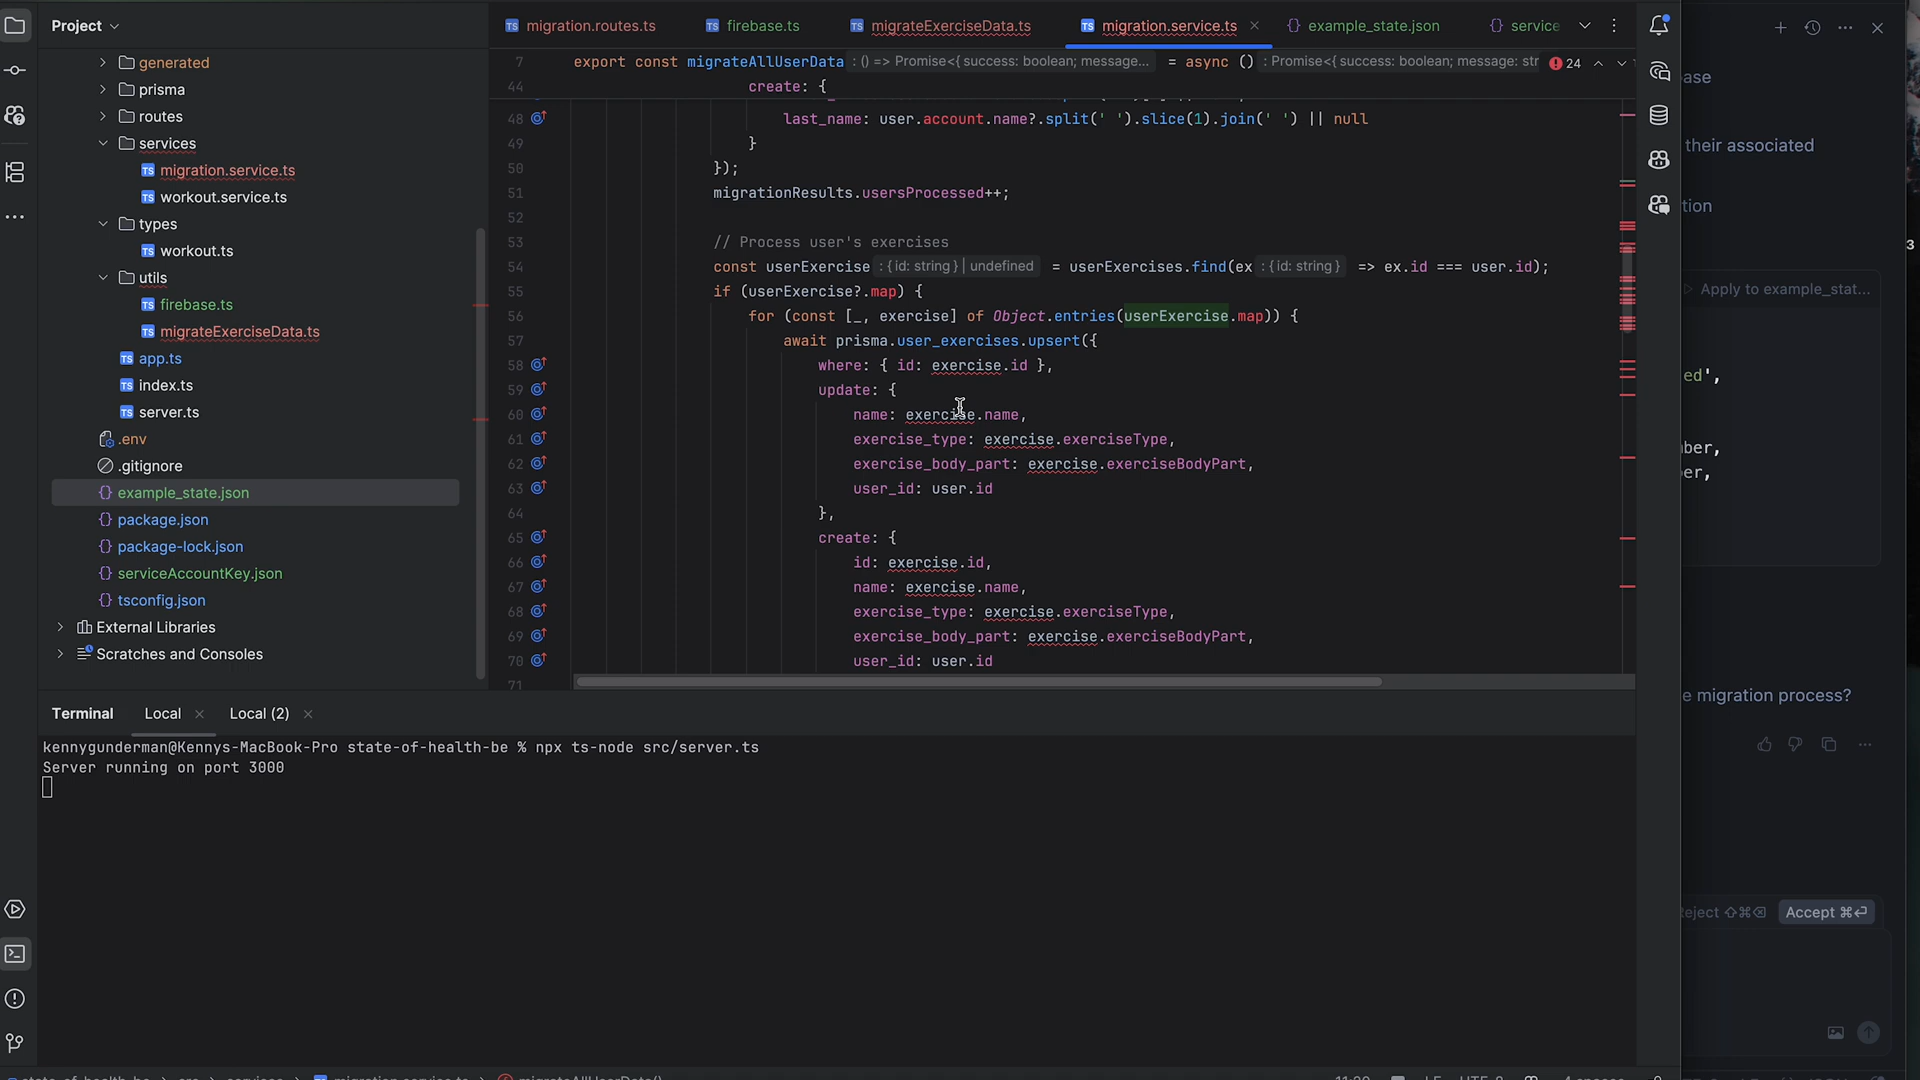 Project
migration.routes.ts
firebase.ts
migrateExerciseData.ts
migration.service.ts
example_state.json
service
7 export const migrateAllUserData : () => Promise<{ success: boolean; message... = async () : Promise<{ success: boolean; message: str
24
44 create: {
48 last_name: user.account.name?.split(' ').slice(1).join(' ') || null
49 }
50 });
51 migrationResults.usersProcessed++;
52
53 // Process user's exercises
54 const userExercise : {id: string} | undefined = userExercises.find(ex : {id: string} => ex.id === user.id);
55 if (userExercise?.map) {
56 for (const [_, exercise] of Object.entries(userExercise.map)) {
57 await prisma.user_exercises.upsert({
58 where: { id: exercise.id },
59 update: {
60 name: exercise.name,
61 exercise_type: exercise.exerciseType,
62 exercise_body_part: exercise.exerciseBodyPart,
63 user_id: user.id
64 },
65 create: {
66 id: exercise.id,
67 name: exercise.name,
68 exercise_type: exercise.exerciseType,
69 exercise_body_part: exercise.exerciseBodyPart,
70 user_id: user.id
71
generated
prisma
routes
services
migration.service.ts
workout.service.ts
types
workout.ts
utils
firebase.ts
migrateExerciseData.ts
app.ts
index.ts
server.ts
.env
.gitignore
example_state.json
package.json
package-lock.json
serviceAccountKey.json
tsconfig.json
External Libraries
Scratches and Consoles
ase
their associated
tion
3
Apply to example_stat...
ed',
ber,
er,
e migration process?
eject
Accept
Terminal
Local
Local (2)
kennygunderman@Kennys-MacBook-Pro state-of-health-be % npx ts-node src/server.ts
Server running on port 3000